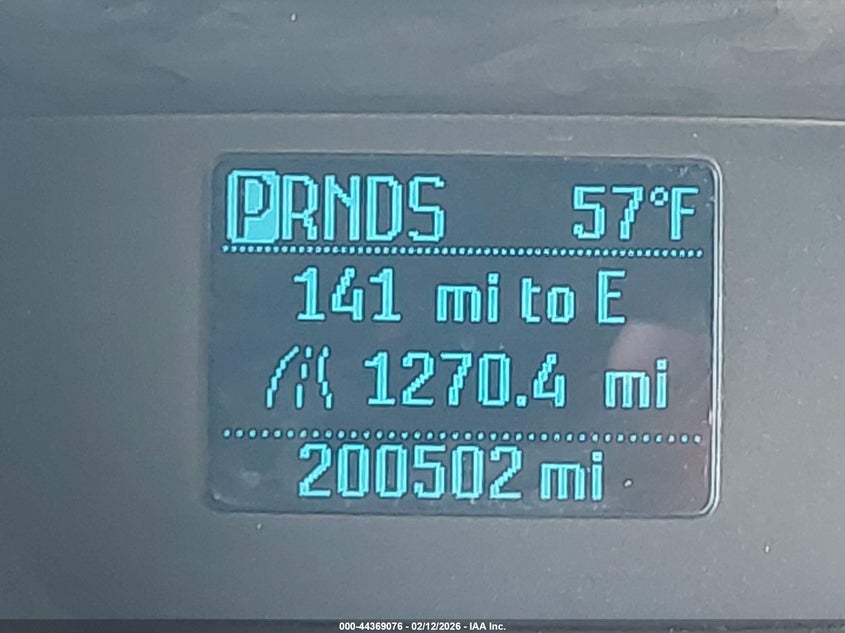 PRNDS 57°F
141 mi to E
1270.4 mi
200502 mi
000-44369076 - 02/12/2026 - IAA Inc.